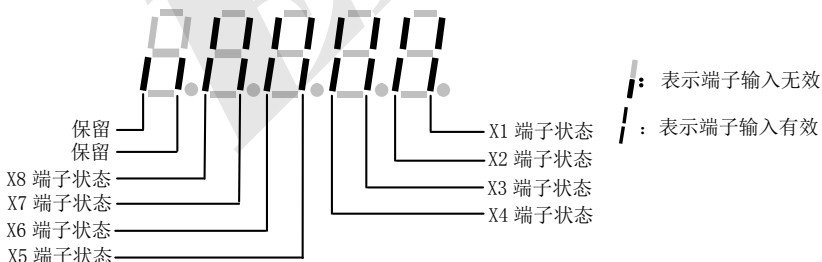 保留
保留
X8 端子状态
X7 端子状态
X6 端子状态
X5 端子状态
X1 端子状态
X2 端子状态
X3 端子状态
X4 端子状态
：表示端子输入无效
：表示端子输入有效